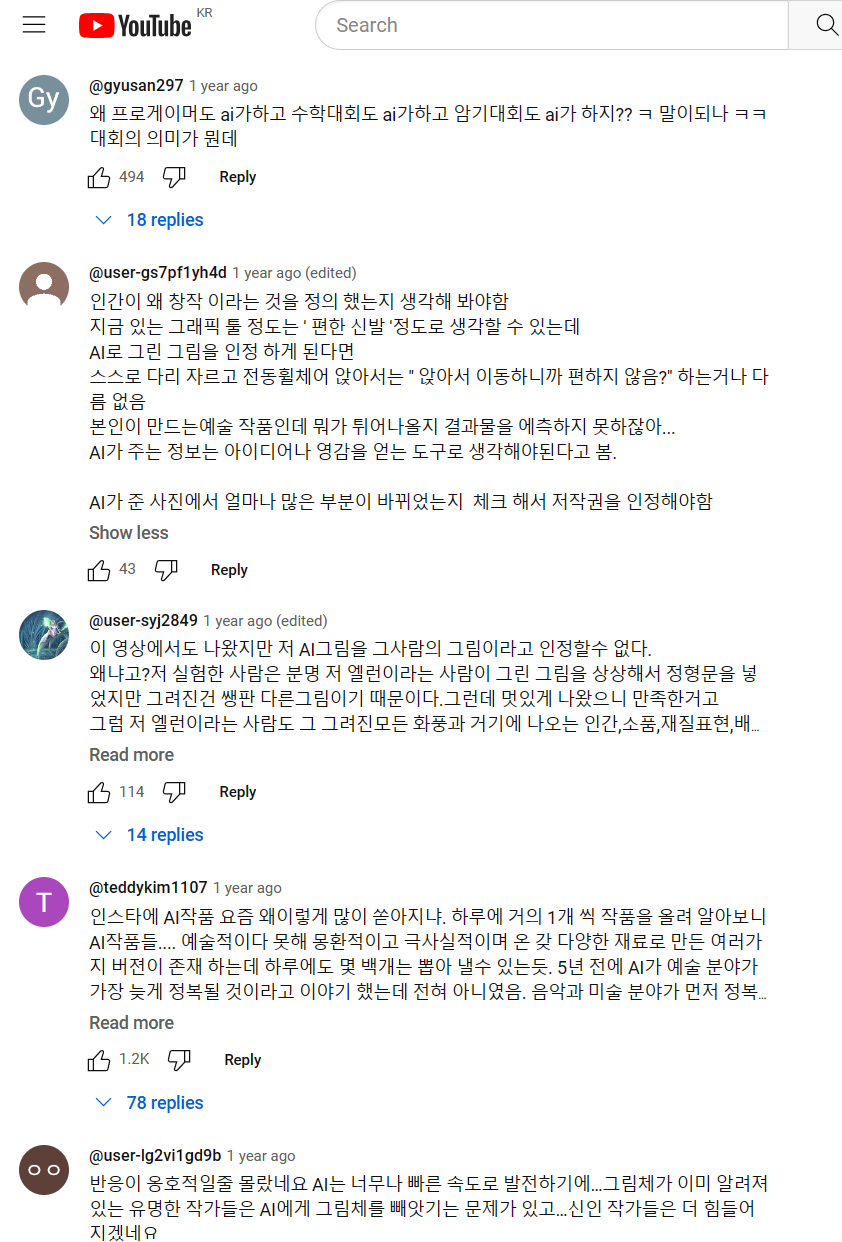 YouTube KR
Search
Gy
@gyusan297 1 year ago
왜 프로게이머도 ai가하고 수학대회도 ai가하고 암기대회도 ai가 하지?? ㅋ 말이되나 ㅋㅋ
대회의 의미가 뭔데
494 Reply
18 replies
@user-gs7pf1yh4d 1 year ago (edited)
인간이 왜 창작 이라는 것을 정의 했는지 생각해 봐야함
지금 있는 그래픽 툴 정도는 ' 편한 신발 '정도로 생각할 수 있는데
AI로 그린 그림을 인정 하게 된다면
스스로 다리 자르고 전동휠체어 앉아서는 " 앉아서 이동하니까 편하지 않음?" 하는거나 다
름 없음
본인이 만드는예술 작품인데 뭐가 튀어나올지 결과물을 에측하지 못하잖아...
AI가 주는 정보는 아이디어나 영감을 얻는 도구로 생각해야된다고 봄.
AI가 준 사진에서 얼마나 많은 부분이 바뀌었는지 체크 해서 저작권을 인정해야함
Show less
43 Reply
@user-syj2849 1 year ago (edited)
이 영상에서도 나왔지만 저 AI그림을 그사람의 그림이라고 인정할수 없다.
왜냐고?저 실험한 사람은 분명 저 엘런이라는 사람이 그린 그림을 상상해서 정형문을 넣
었지만 그려진건 쌩판 다른그림이기 때문이다.그런데 멋있게 나왔으니 만족한거고
그럼 저 엘런이라는 사람도 그 그려진모든 화풍과 거기에 나오는 인간,소품,재질표현,배...
Read more
114 Reply
14 replies
T
@teddykim1107 1 year ago
인스타에 AI작품 요즘 왜이렇게 많이 쏟아지냐. 하루에 거의 1개 씩 작품을 올려 알아보니
AI작품들.... 예술적이다 못해 몽환적이고 극사실적이며 온 갖 다양한 재료로 만든 여러가
지 버젼이 존재 하는데 하루에도 몇 백개는 뽑아 낼수 있는듯. 5년 전에 AI가 예술 분야가
가장 늦게 정복될 것이라고 이야기 했는데 전혀 아니였음. 음악과 미술 분야가 먼저 정복...
Read more
1.2K Reply
78 replies
@user-lg2vi1gd9b 1 year ago
반응이 옹호적일줄 몰랐네요 AI는 너무나 빠른 속도로 발전하기에...그림체가 이미 알려져
있는 유명한 작가들은 AI에게 그림체를 빼앗기는 문제가 있고...신인 작가들은 더 힘들어
지겠네요